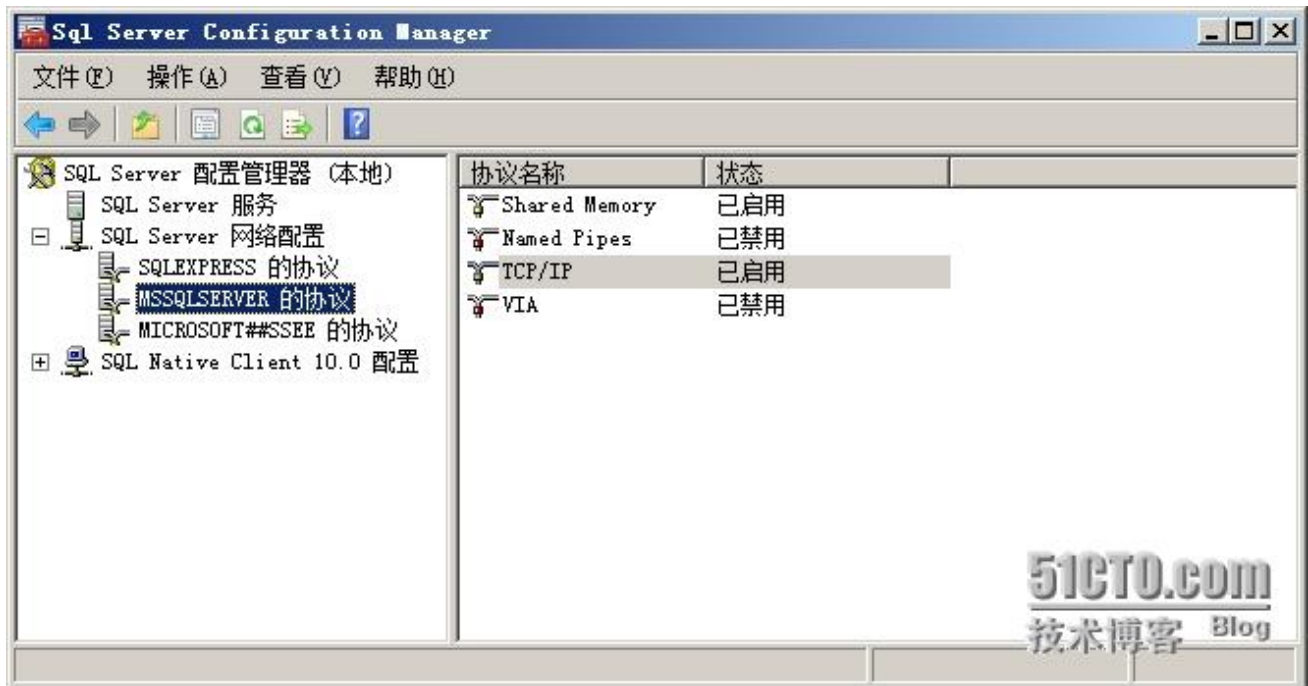 Sql Server Configuration Manager
文件(F) 操作(A) 查看(V) 帮助(H)
SQL Server 配置管理器 (本地)
SQL Server 服务
SQL Server 网络配置
SQLEXPRESS 的协议
MSSQLSERVER 的协议
MICROSOFT##SSEE 的协议
SQL Native Client 10.0 配置
协议名称 状态
Shared Memory 已启用
Named Pipes 已禁用
TCP/IP 已启用
VIA 已禁用
51CTO.com
技术博客 Blog